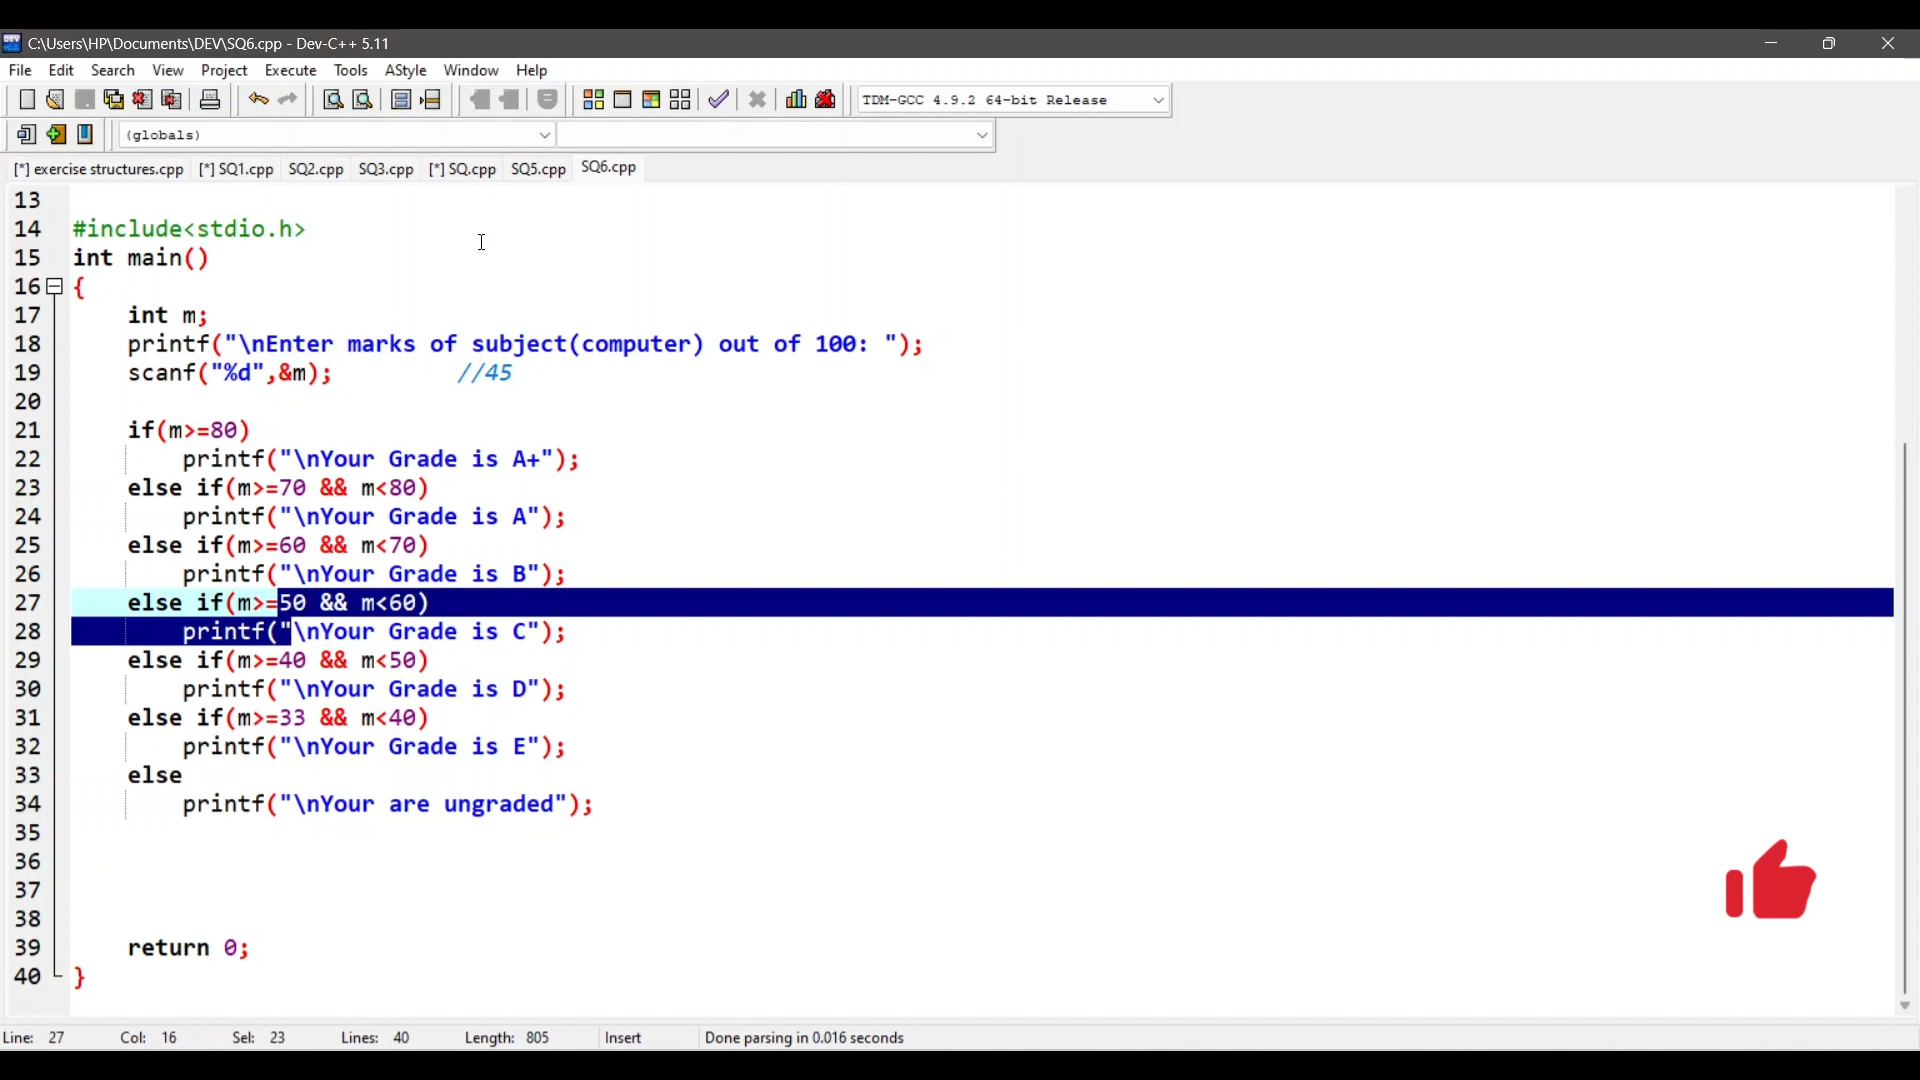 C:\Users\HP\Documents\DEV\SQ6.cpp - Dev-C++ 5.11
File Edit Search View Project Execute Tools AStyle Window Help
TDM-GCC 4.9.2 64-bit Release
(globals)
[*] exercise structures.cpp [*] SQ1.cpp SQ2.cpp SQ3.cpp [*] SQ.cpp SQ5.cpp SQ6.cpp
13
14 #include<stdio.h>
15 int main()
16 {
17 int m;
18 printf("\nEnter marks of subject(computer) out of 100: ");
19 scanf("%d",&m); //45
20
21 if(m>=80)
22 printf("\nYour Grade is A+");
23 else if(m>=70 && m<80)
24 printf("\nYour Grade is A");
25 else if(m>=60 && m<70)
26 printf("\nYour Grade is B");
27 else if(m>=50 && m<60)
28 printf("\nYour Grade is C");
29 else if(m>=40 && m<50)
30 printf("\nYour Grade is D");
31 else if(m>=33 && m<40)
32 printf("\nYour Grade is E");
33 else
34 printf("\nYour are ungraded");
35
36
37
38
39 return 0;
40 }
Line: 27 Col: 16 Sel: 23 Lines: 40 Length: 805 Insert Done parsing in 0.016 seconds